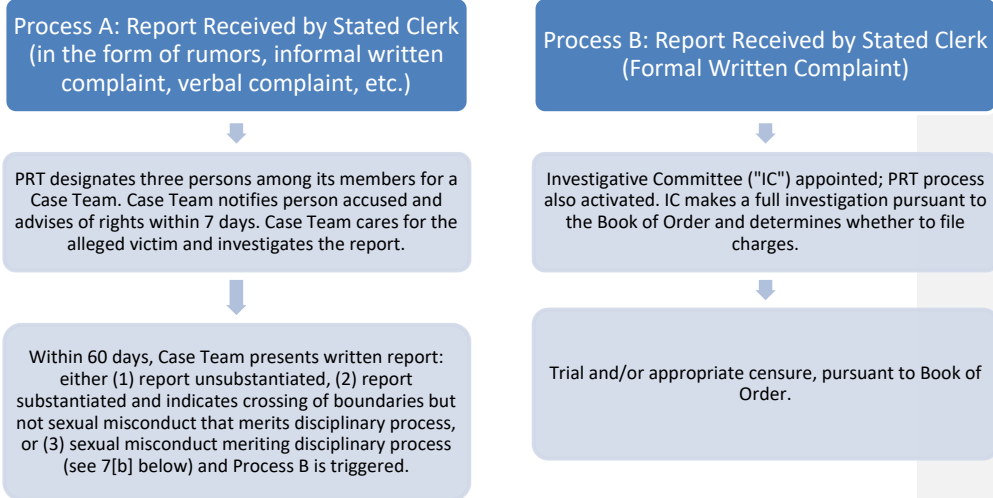 Process A: Report Received by Stated Clerk
(in the form of rumors, informal written
complaint, verbal complaint, etc.)
PRT designates three persons among its members for a
Case Team. Case Team notifies person accused and
advises of rights within 7 days. Case Team cares for the
alleged victim and investigates the report.
Within 60 days, Case Team presents written report:
either (1) report unsubstantiated, (2) report
substantiated and indicates crossing of boundaries but
not sexual misconduct that merits disciplinary process,
or (3) sexual misconduct meriting disciplinary process
(see 7[b] below) and Process B is triggered.
Process B: Report Received by Stated Clerk
(Formal Written Complaint)
Investigative Committee ("IC") appointed; PRT process
also activated. IC makes a full investigation pursuant to
the Book of Order and determines whether to file
charges.
Trial and/or appropriate censure, pursuant to Book of
Order.